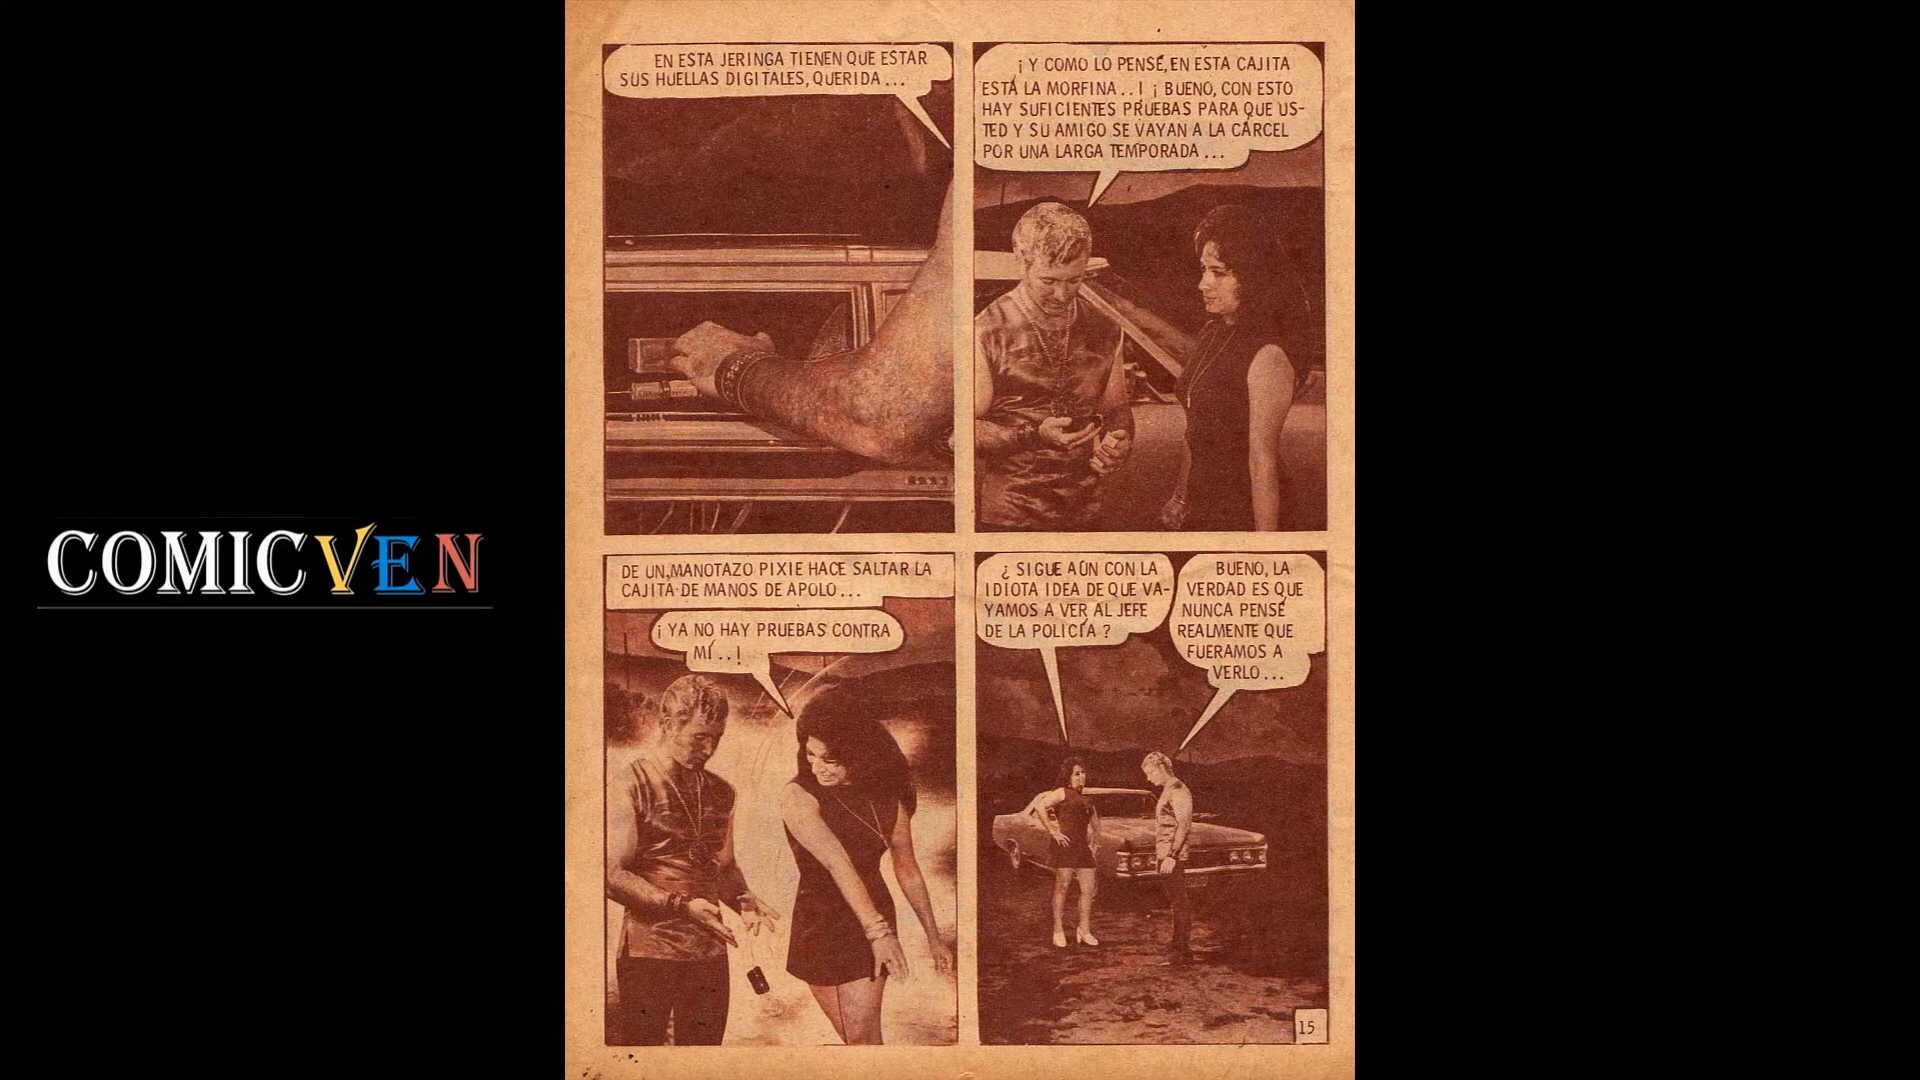 COMICVEN
EN ESTA JERINGA TIENEN QUE ESTAR
SUS HUELLAS DIGITALES, QUERIDA...
¡Y COMO LO PENSÉ, EN ESTA CAJITA
ESTÁ LA MORFINA..! ¡BUENO, CON ESTO
HAY SUFICIENTES PRUEBAS PARA QUE US-
TED Y SU AMIGO SE VAYAN A LA CÁRCEL
POR UNA LARGA TEMPORADA...
DE UN, MANOTAZO PIXIE HACE SALTAR LA
CAJITA DE MANOS DE APOLO...
¡YA NO HAY PRUEBAS CONTRA
MÍ..!
¿SIGUE AÚN CON LA
IDIOTA IDEA DE QUE VA-
YAMOS A VER AL JEFE
DE LA POLICÍA?
BUENO, LA
VERDAD ES QUE
NUNCA PENSÉ
REALMENTE QUE
FUERAMOS A
VERLO...
15